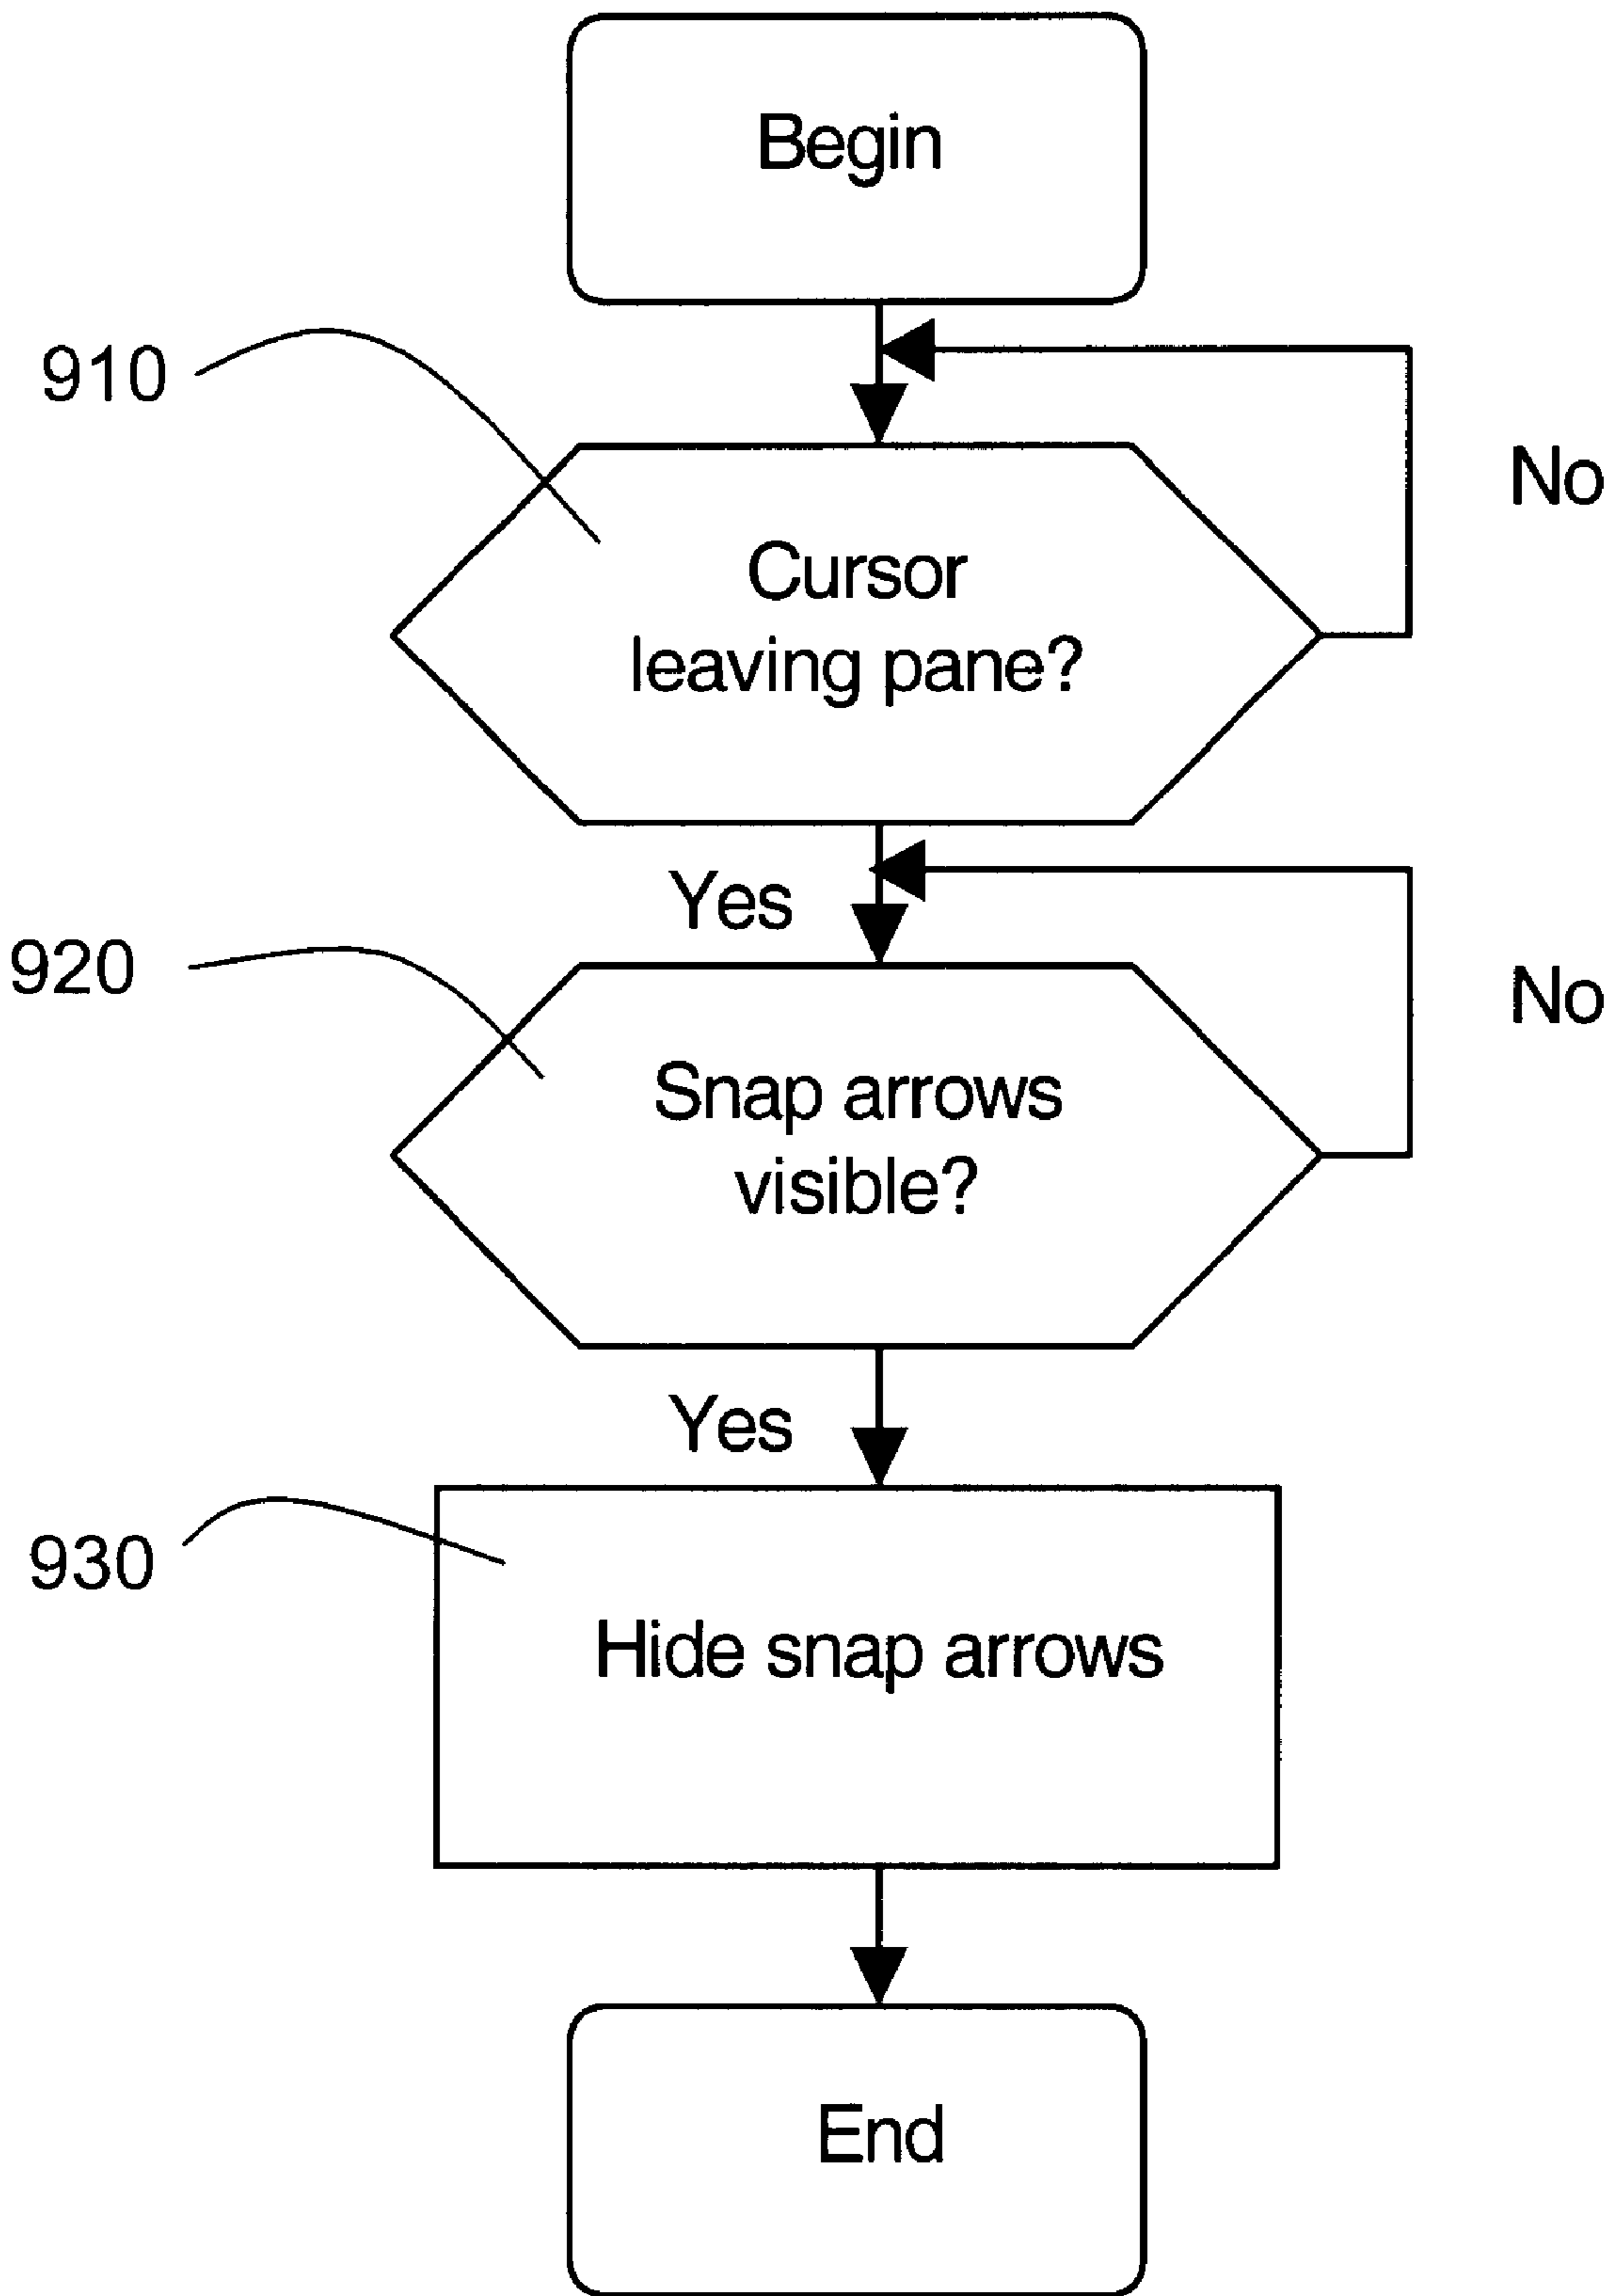 Begin
910
No
Cursor
leaving pane?
Yes
920
No
Snap arrows
visible?
Yes
930
Hide snap arrows
End